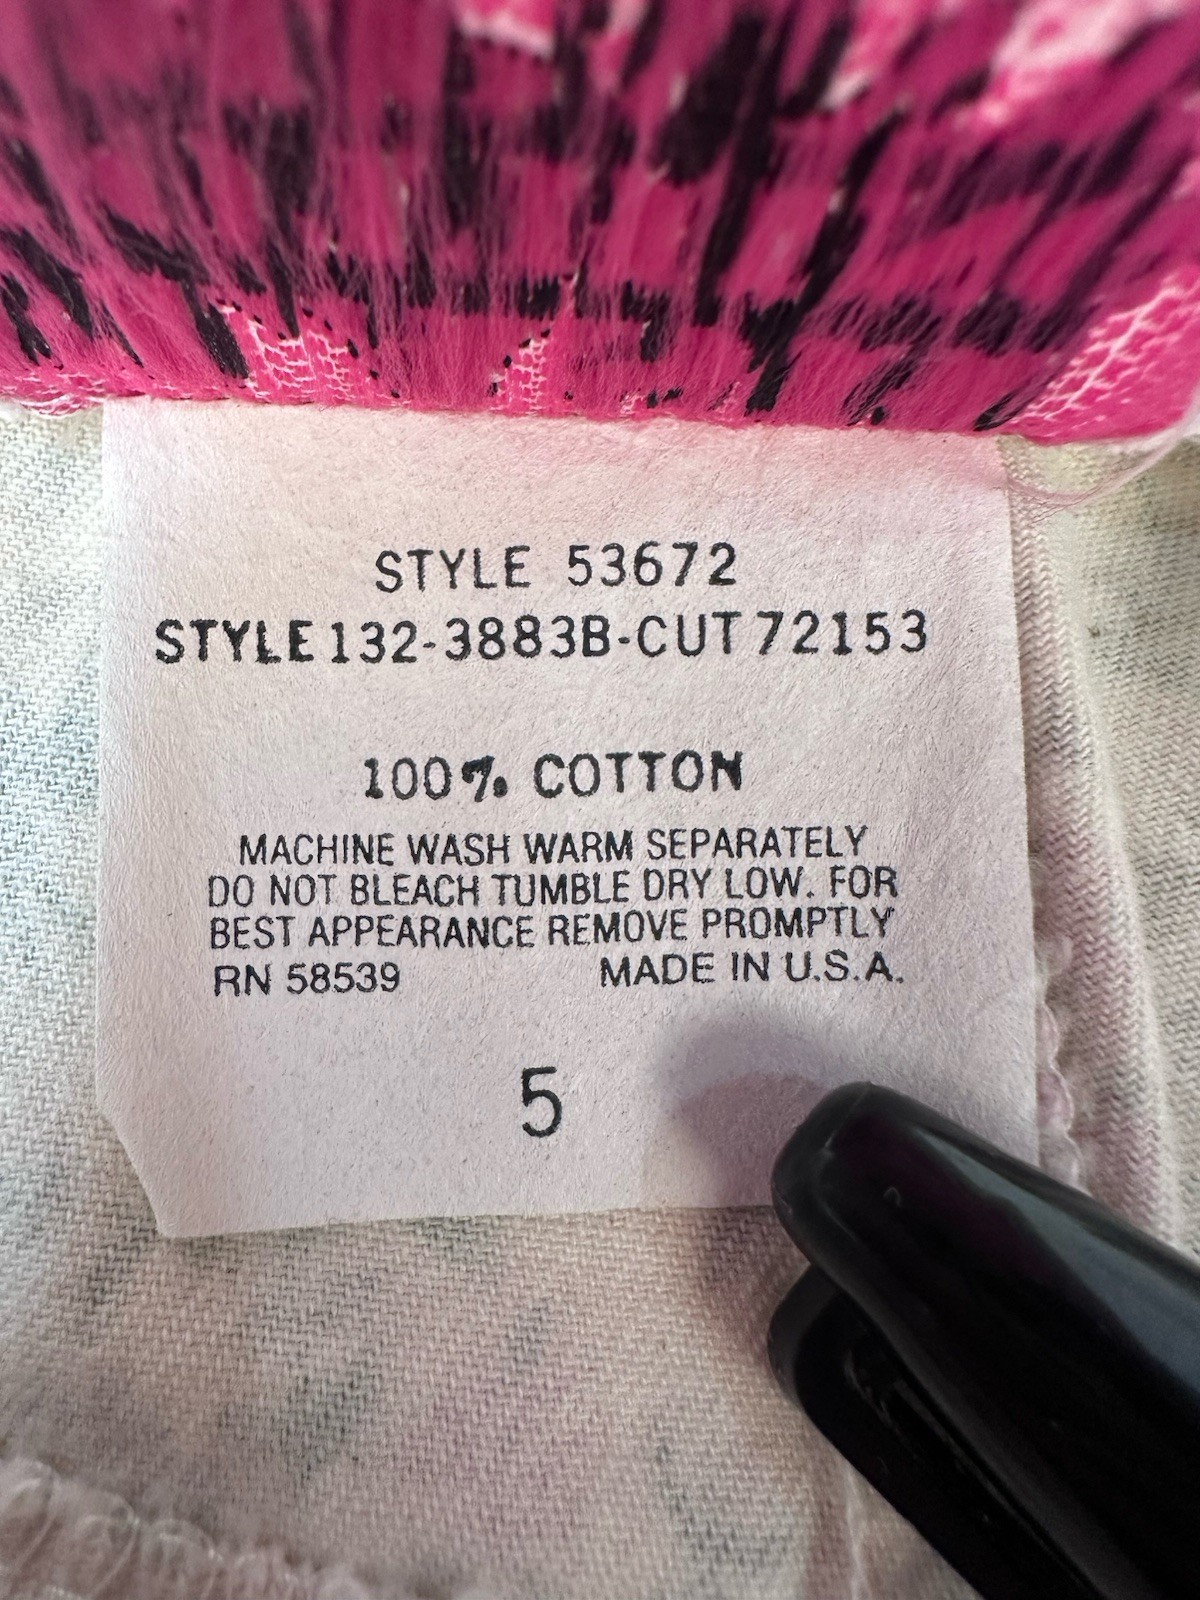 STYLE 53672
STYLE 132-3883B-CUT 72153
100% COTTON
MACHINE WASH WARM SEPARATELY
DO NOT BLEACH TUMBLE DRY LOW. FOR
BEST APPEARANCE REMOVE PROMPTLY
RN 58539 MADE IN U.S.A.
5